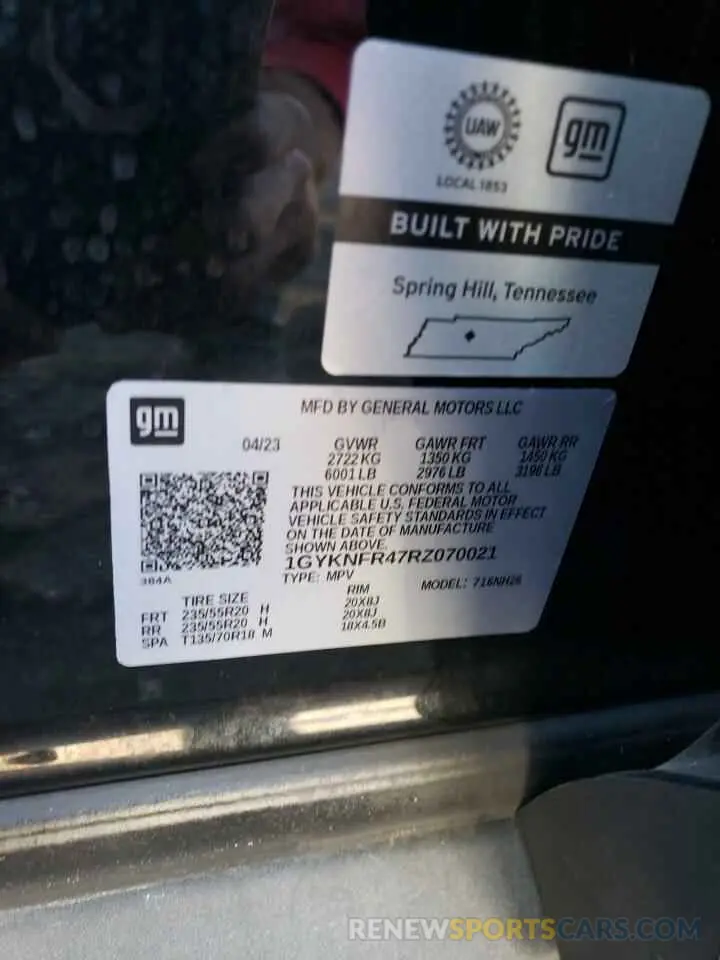 UAW
gm
LOCAL 1853
BUILT WITH PRIDE
Spring Hill, Tennessee
gm
MFD BY GENERAL MOTORS LLC
04/23 GVWR GAWR FRT GAWR RR
2722 KG 1350 KG 1450 KG
6001 LB 2976 LB 3196 LB
THIS VEHICLE CONFORMS TO ALL
APPLICABLE U.S. FEDERAL MOTOR
VEHICLE SAFETY STANDARDS IN EFFECT
ON THE DATE OF MANUFACTURE
SHOWN ABOVE.
1GYKNFR47RZ070021
384A
TYPE: MPV MODEL: 716NH26
TIRE SIZE RIM
FRT 235/55R20 H 20X8J
RR 235/55R20 H 20X8J
SPA T135/70R18 M 18X4.5B
RENEWSPORTSCARS.COM